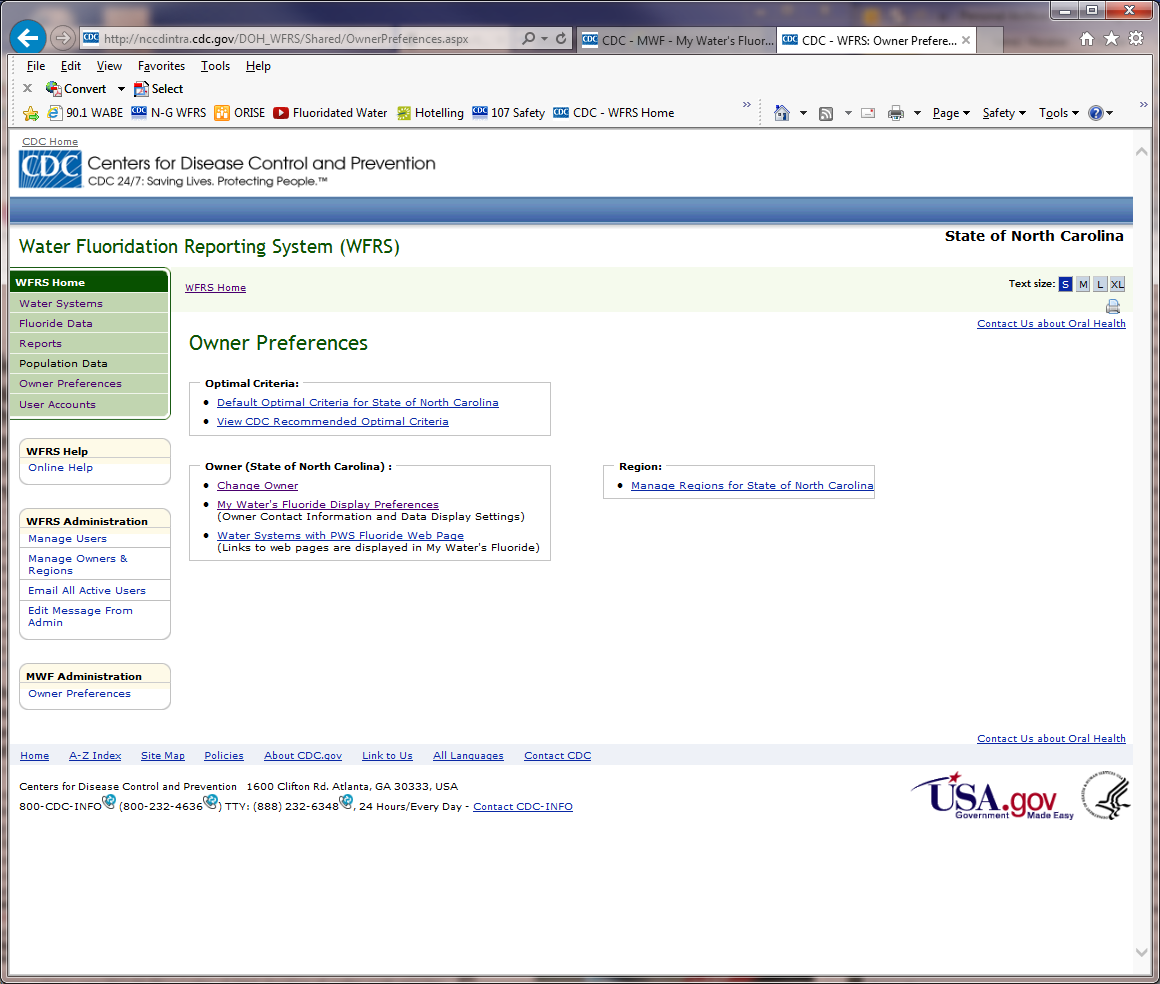 http://nccdintra.cdc.gov/DOH_WFRS/Shared/OwnerPreferences.aspx
CDC - MWF - My Water's Fluor...
CDC - WFRS: Owner Prefere...
File Edit View Favorites Tools Help
Convert Select
90.1 WABE N-G WFRS ORISE Fluoridated Water Hotelling 107 Safety CDC - WFRS Home Page Safety Tools
CDC Home
CDC Centers for Disease Control and Prevention
CDC 24/7: Saving Lives. Protecting People.™
State of North Carolina
Water Fluoridation Reporting System (WFRS)
WFRS Home
Water Systems
Fluoride Data
Reports
Population Data
Owner Preferences
User Accounts
WFRS Help
Online Help
WFRS Administration
Manage Users
Manage Owners &
Regions
Email All Active Users
Edit Message From
Admin
MWF Administration
Owner Preferences
WFRS Home
Text size: S M L XL
Contact Us about Oral Health
Owner Preferences
Optimal Criteria:
Default Optimal Criteria for State of North Carolina
View CDC Recommended Optimal Criteria
Owner (State of North Carolina) :
Change Owner
My Water's Fluoride Display Preferences
(Owner Contact Information and Data Display Settings)
Water Systems with PWS Fluoride Web Page
(Links to web pages are displayed in My Water's Fluoride)
Region:
Manage Regions for State of North Carolina
Contact Us about Oral Health
Home A-Z Index Site Map Policies About CDC.gov Link to Us All Languages Contact CDC
Centers for Disease Control and Prevention 1600 Clifton Rd. Atlanta, GA 30333, USA
800-CDC-INFO (800-232-4636) TTY: (888) 232-6348, 24 Hours/Every Day - Contact CDC-INFO
USA.gov
Government Made Easy